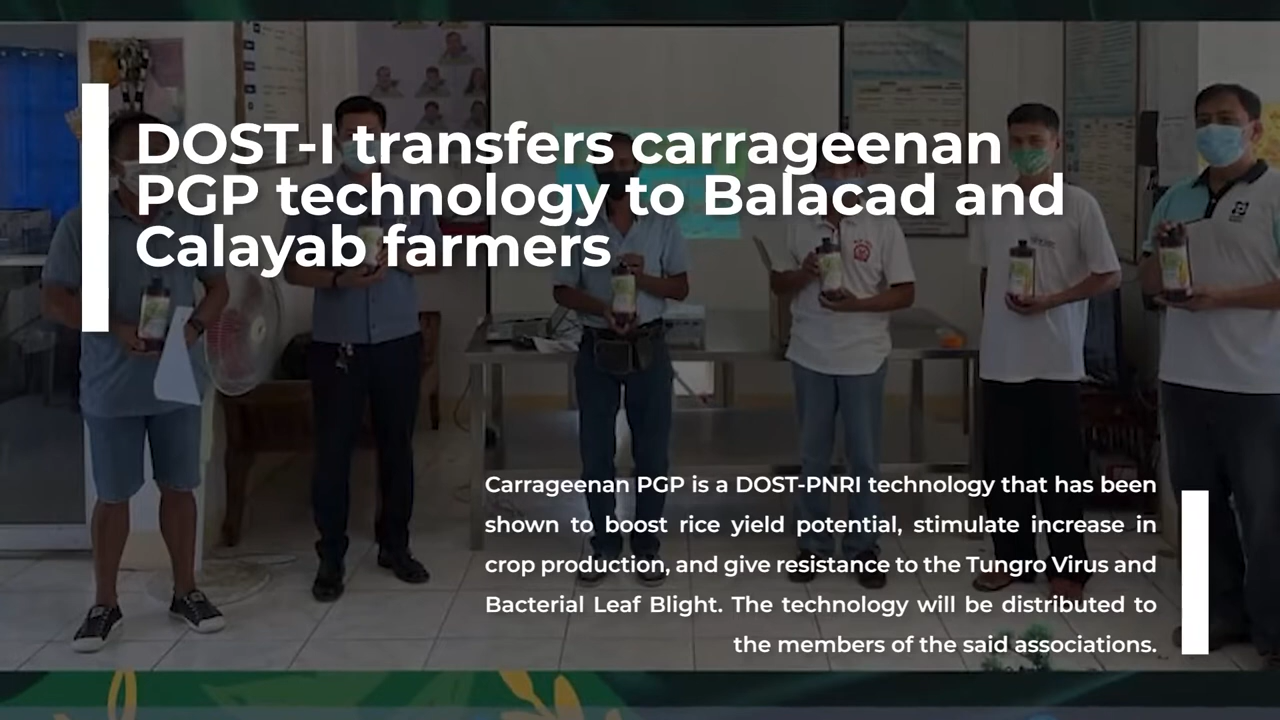 DOST-I transfers carrageenan
PGP technology to Balacad and
Calayab farmers
Carrageenan PGP is a DOST-PNRI technology that has been
shown to boost rice yield potential, stimulate increase in
crop production, and give resistance to the Tungro Virus and
Bacterial Leaf Blight. The technology will be distributed to
the members of the said associations.